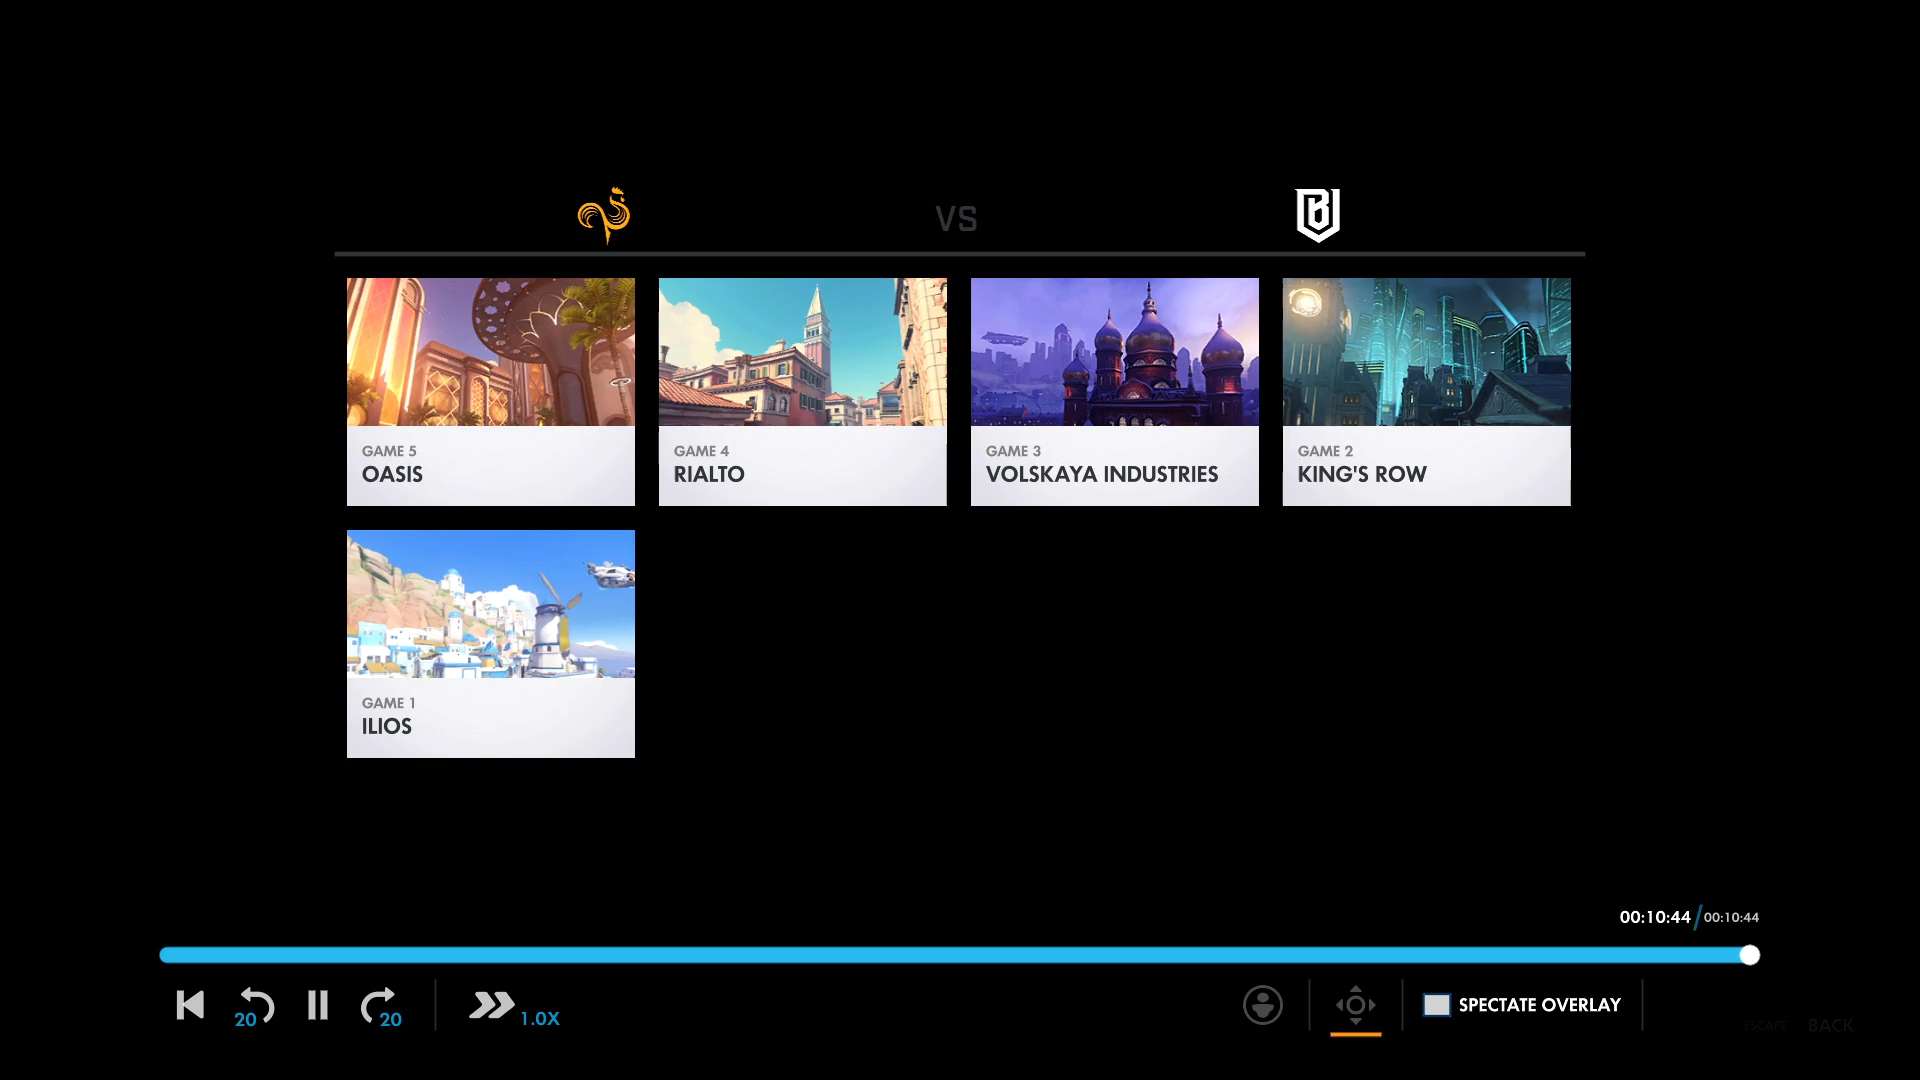 VS
GAME 5
OASIS
GAME 4
RIALTO
GAME 3
VOLSKAYA INDUSTRIES
GAME 2
KING'S ROW
GAME 1
ILIOS
00:10:44/00:10:44
20
20
1.0X
SPECTATE OVERLAY
ESCAPE BACK